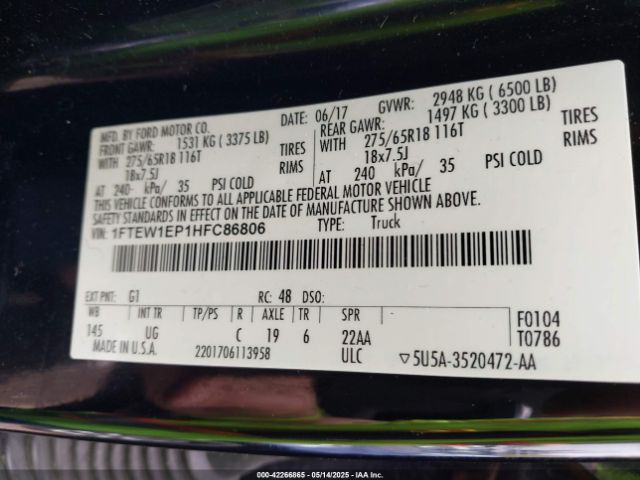 MFD. BY FORD MOTOR CO. DATE: 06/17 GVWR: 2948 KG ( 6500 LB)
FRONT GAWR: 1531 KG ( 3375 LB) REAR GAWR: 1497 KG ( 3300 LB)
WITH 275/65R18 116T TIRES WITH 275/65R18 116T TIRES
18x7.5J RIMS 18x7.5J RIMS
AT 240 kPa/ 35 PSI COLD AT 240 kPa/ 35 PSI COLD
THIS VEHICLE CONFORMS TO ALL APPLICABLE FEDERAL MOTOR VEHICLE
SAFETY STANDARDS IN EFFECT ON THE DATE OF MANUFACTURE SHOWN ABOVE.
VIN: 1FTEW1EP1HFC86806 TYPE: Truck
EXT PNT: G1 RC: 48 DSO:
WB INT TR TP/PS R AXLE TR SPR F0104
145 UG C 19 6 22AA T0786
MADE IN U.S.A. 2201706113958 ULC ▽5U5A-3520472-AA
000-42266865 - 05/14/2025 - IAA Inc.